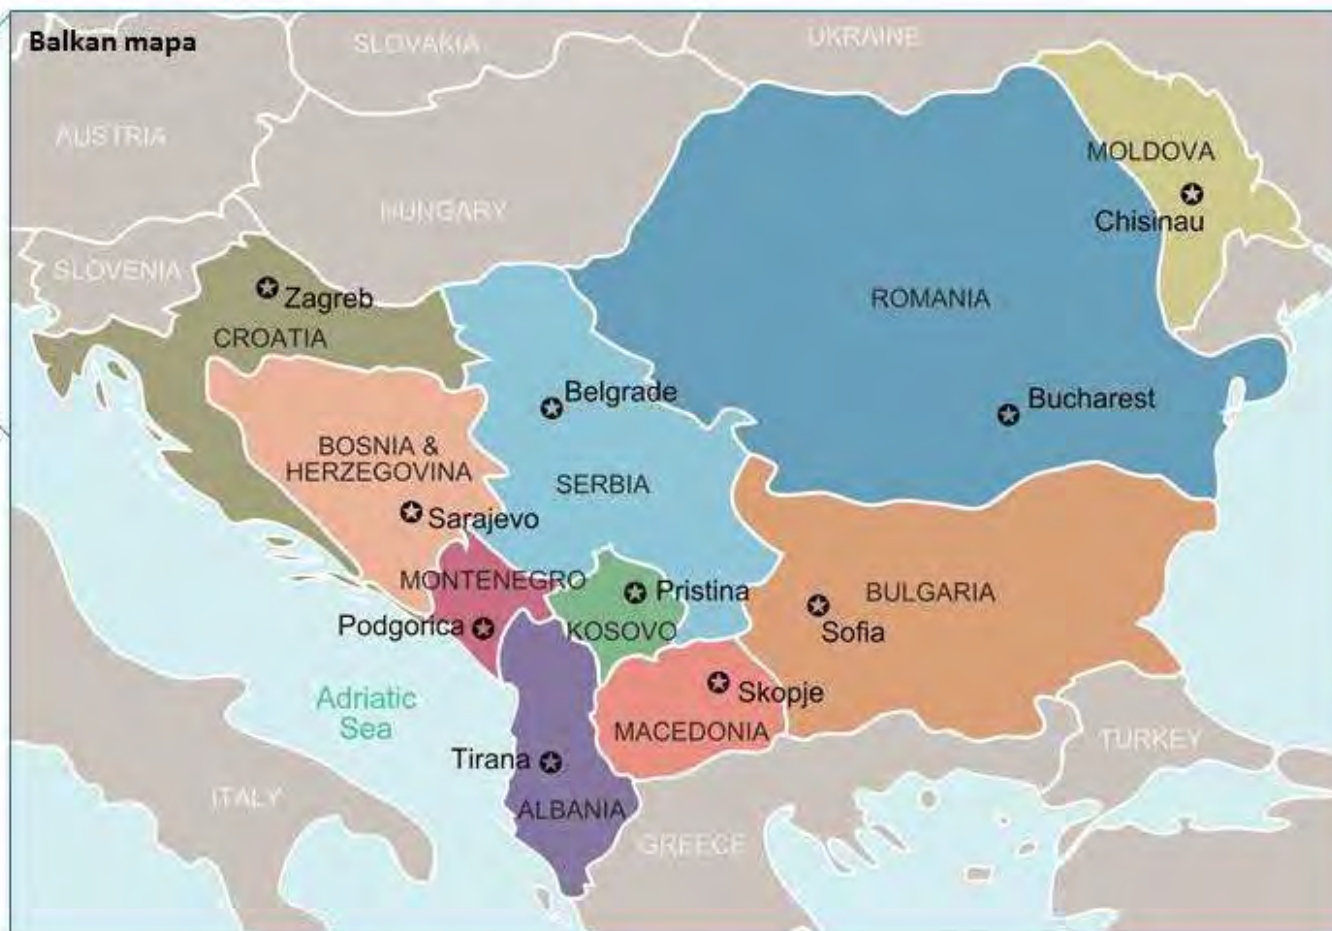 Balkan mapa
SLOVAKIA
UKRAINE
AUSTRIA
MOLDOVA
Chisinau
HUNGARY
SLOVENIA
Zagreb
CROATIA
ROMANIA
Belgrade
Bucharest
BOSNIA &
HERZEGOVINA
SERBIA
Sarajevo
MONTENEGRO
Pristina
BULGARIA
Podgorica
KOSOVO
Sofia
Adriatic
Sea
Skopje
MACEDONIA
TURKEY
Tirana
ITALY
ALBANIA
GREECE